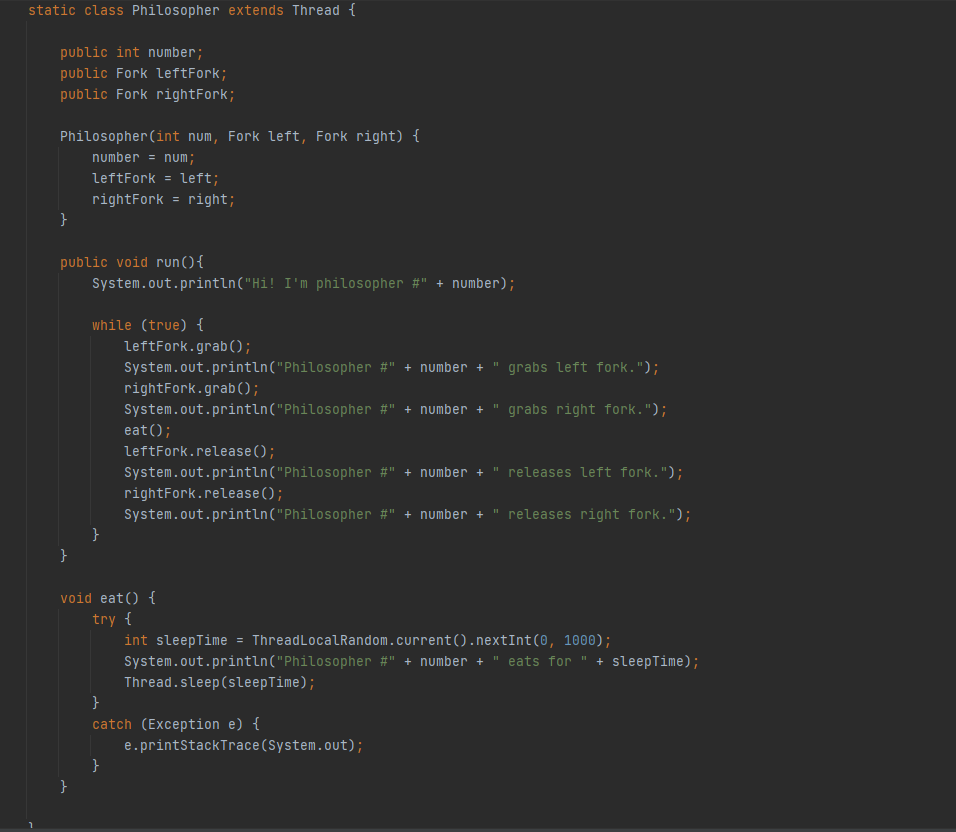 static class Philosopher extends Thread {
public int number;
public Fork leftFork;
public Fork rightFork;
Philosopher(int num, Fork left, Fork right) {
number = num;
leftFork = left;
rightFork = right;
}
public void run(){
System.out.println("Hi! I'm philosopher #" + number);
while (true) {
leftFork.grab();
System.out.println("Philosopher #" + number + " grabs left fork.");
rightFork.grab();
System.out.println("Philosopher #" + number + " grabs right fork.");
eat();
leftFork.release();
System.out.println("Philosopher #" + number + " releases left fork.");
rightFork.release();
System.out.println("Philosopher #" + number + " releases right fork.");
}
}
void eat() {
try {
int sleepTime = ThreadLocalRandom.current().nextInt(0, 1000);
System.out.println("Philosopher #" + number + " eats for " + sleepTime);
Thread.sleep(sleepTime);
}
catch (Exception e) {
e.printStackTrace(System.out);
}
}
}